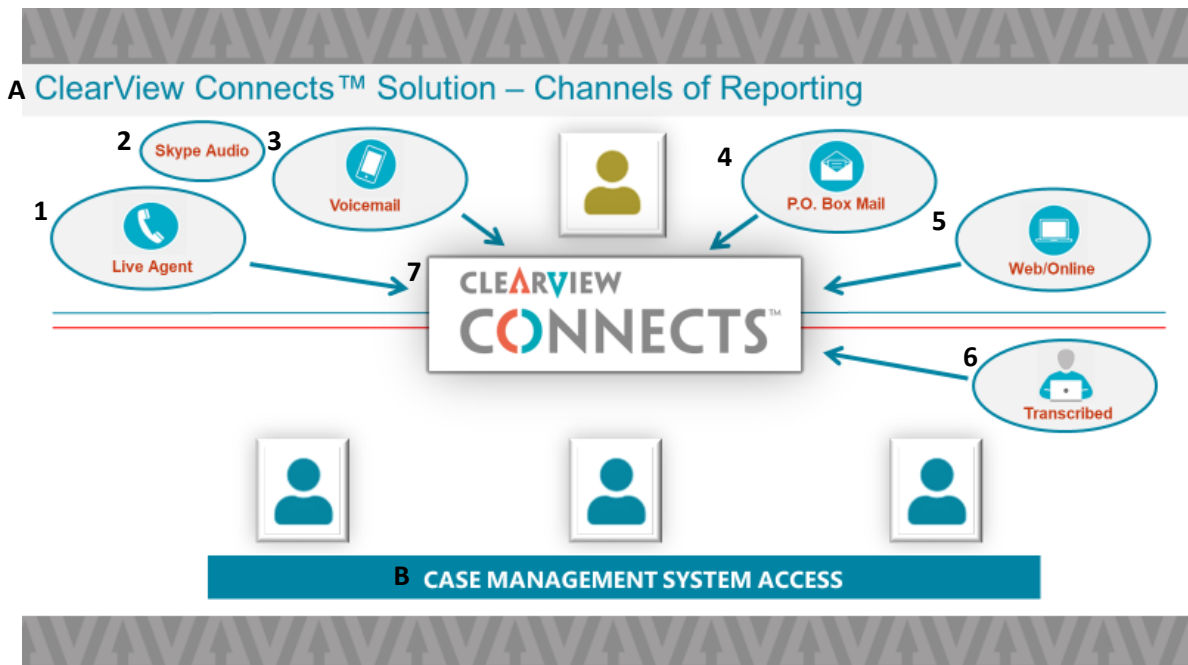 A ClearView Connects™ Solution – Channels of Reporting
2 Skype Audio
3 Voicemail
4 P.O. Box Mail
1 Live Agent
5 Web/Online
7 CLEARVIEW
CONNECTS™
6 Transcribed
B CASE MANAGEMENT SYSTEM ACCESS